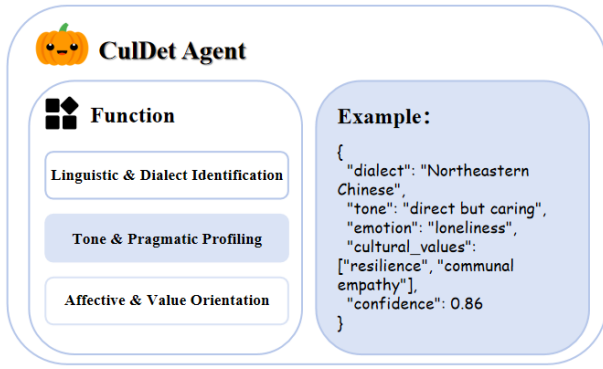 CulDet Agent
Function
Linguistic & Dialect Identification
Tone & Pragmatic Profiling
Affective & Value Orientation
Example:
{
"dialect": "Northeastern
Chinese",
"tone": "direct but caring",
"emotion": "loneliness",
"cultural_values":
["resilience", "communal
empathy"],
"confidence": 0.86
}